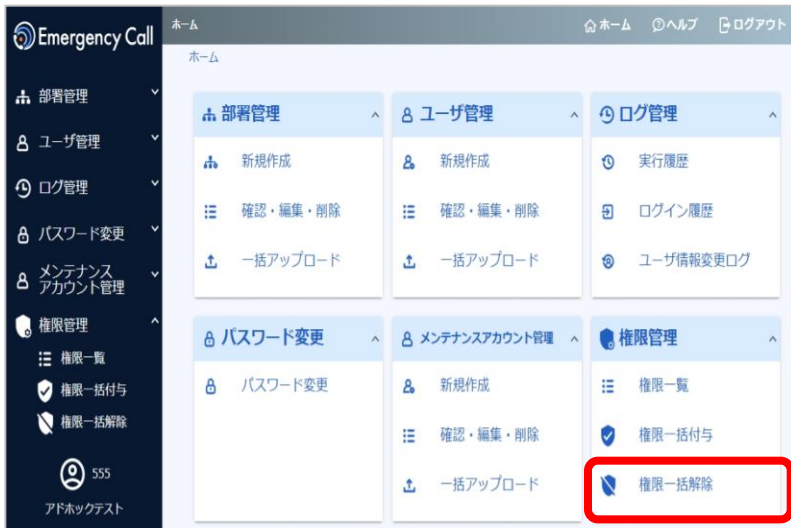 Emergency Call
部署管理
ユーザ管理
ログ管理
パスワード変更
メンテナンス
アカウント管理
権限管理
権限一覧
権限一括付与
権限一括解除
555
アドホックテスト
ホーム
ホーム
ヘルプ
ログアウト
ホーム
部署管理
新規作成
確認・編集・削除
一括アップロード
ユーザ管理
新規作成
確認・編集・削除
一括アップロード
ログ管理
実行履歴
ログイン履歴
ユーザ情報変更ログ
パスワード変更
パスワード変更
メンテナンスアカウント管理
新規作成
確認・編集・削除
一括アップロード
権限管理
権限一覧
権限一括付与
権限一括解除